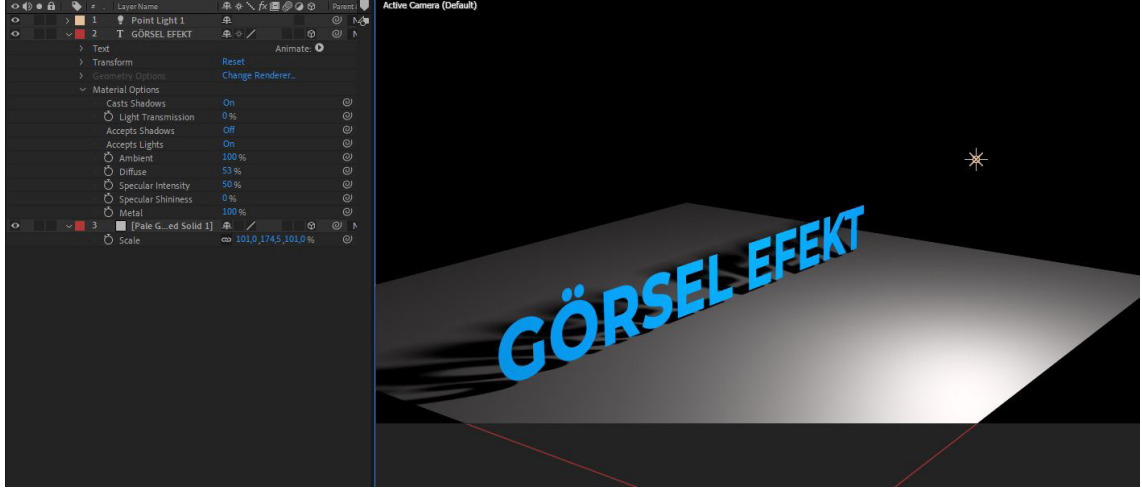 # . Layer Name Parent
1 Point Light 1
2 T GÖRSEL EFEKT
Text Animate:
Transform Reset
Geometry Options Change Renderer...
Material Options
Casts Shadows On
Light Transmission 0 %
Accepts Shadows Off
Accepts Lights On
Ambient 100 %
Diffuse 53 %
Specular Intensity 50 %
Specular Shininess 0 %
Metal 100 %
3 [Pale G...ed Solid 1]
Scale 101,0 ,174,5 ,101,0 %
Active Camera (Default)
GÖRSEL EFEKT